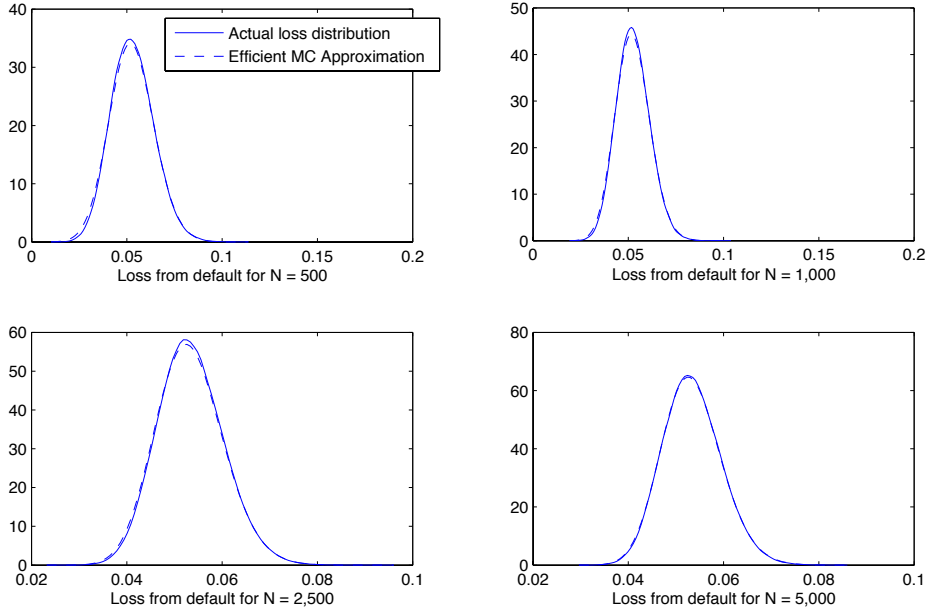 40
30
20
10
0
0 0.05 0.1 0.15 0.2
Loss from default for N = 500
Actual loss distribution
Efficient MC Approximation
50
40
30
20
10
0
0 0.05 0.1 0.15 0.2
Loss from default for N = 1,000
60
50
40
30
20
10
0
0.02 0.04 0.06 0.08 0.1
Loss from default for N = 2,500
80
60
40
20
0
0.02 0.04 0.06 0.08 0.1
Loss from default for N = 5,000